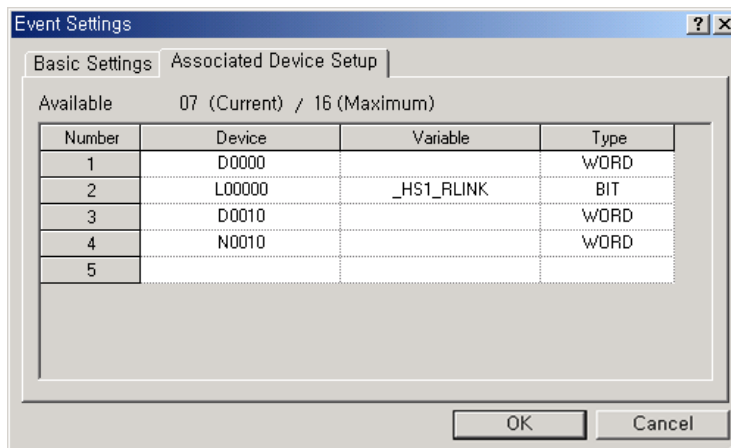 Event Settings
Basic Settings Associated Device Setup
Available 07 (Current) / 16 (Maximum)
Number Device Variable Type
1 D0000 WORD
2 L00000 _HS1_RLINK BIT
3 D0010 WORD
4 N0010 WORD
5
OK Cancel